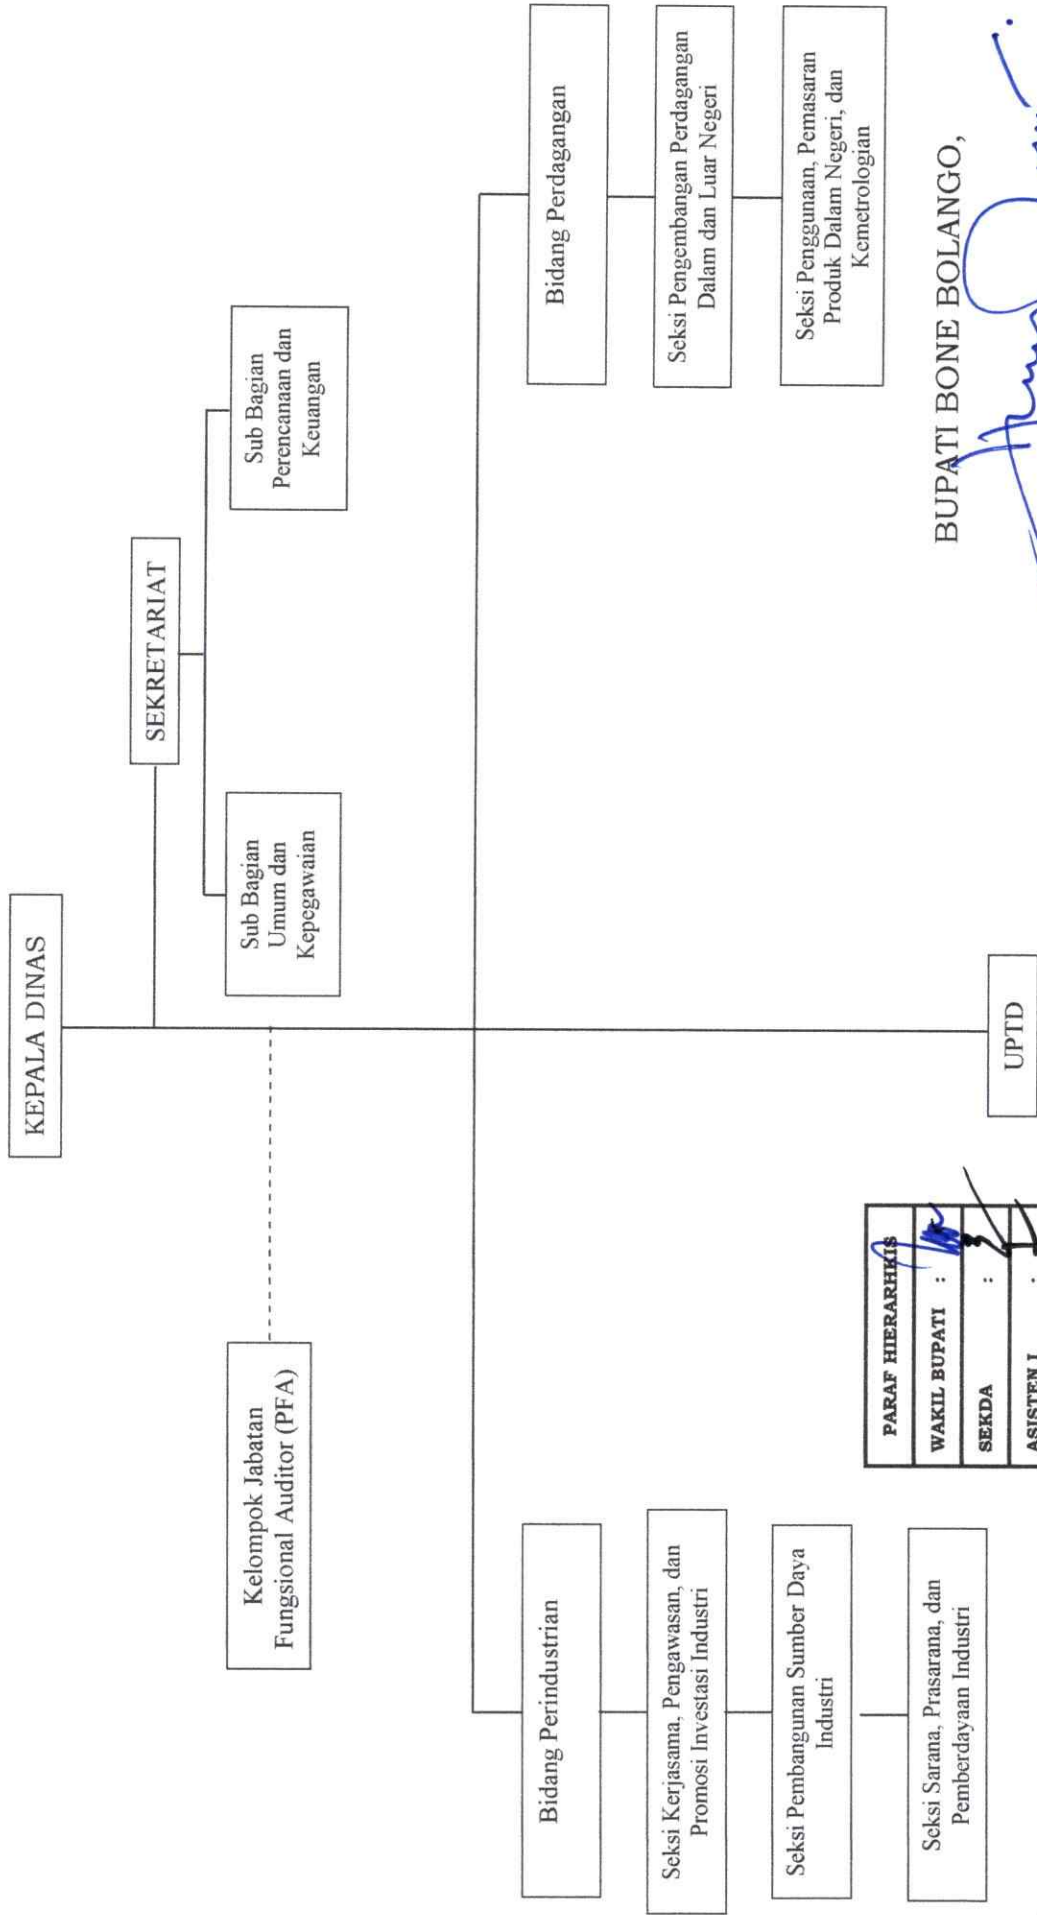 KEPALA DINAS
SEKRETARIAT
Kelompok Jabatan
Fungsional Auditor (PFA)
Sub Bagian
Umum dan
Kepegawaian
Sub Bagian
Perencanaan dan
Keuangan
Bidang Perindustrian
Seksi Kerjasama, Pengawasan, dan
Promosi Investasi Industri
Seksi Pembangunan Sumber Daya
Industri
Seksi Sarana, Prasarana, dan
Pemberdayaan Industri
Bidang Perdagangan
Seksi Pengembangan Perdagangan
Dalam dan Luar Negeri
Seksi Penggunaan, Pemasaran
Produk Dalam Negeri, dan
Kemetrologian
UPTD
PARAF HIERARHKIS
WAKIL BUPATI :
SEKDA :
ASISTEN I :
BUPATI BONE BOLANGO,